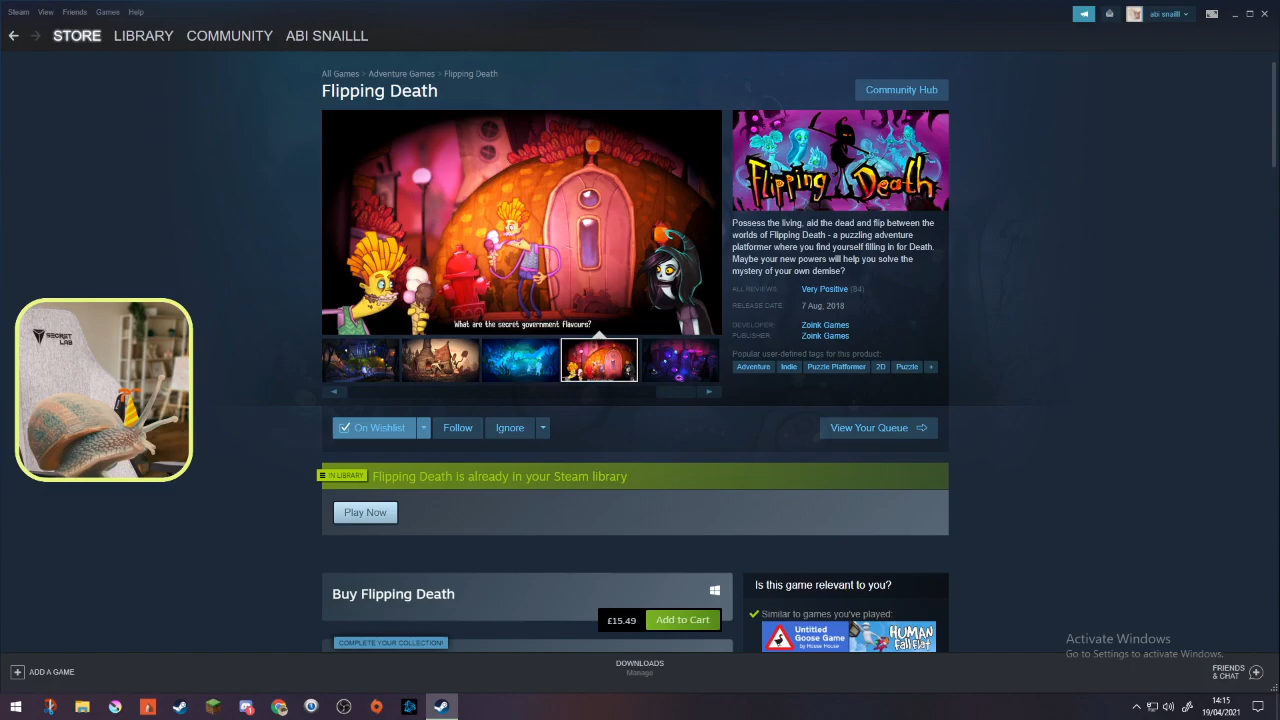 Steam View Friends Games Help
abi snailll
STORE LIBRARY COMMUNITY ABI SNAILLL
All Games > Adventure Games > Flipping Death
Flipping Death
Community Hub
What are the secret government flavours?
Flipping Death
Possess the living, aid the dead and flip between the
worlds of Flipping Death - a puzzling adventure
platformer where you find yourself filling in for Death.
Maybe your new powers will help you solve the
mystery of your own demise?
ALL REVIEWS: Very Positive (84)
RELEASE DATE: 7 Aug, 2018
DEVELOPER: Zoink Games
PUBLISHER: Zoink Games
Popular user-defined tags for this product:
Adventure Indie Puzzle Platformer 2D Puzzle +
SECRET
LAB
On Wishlist Follow Ignore View Your Queue
IN LIBRARY Flipping Death is already in your Steam library
Play Now
Buy Flipping Death
£15.49 Add to Cart
COMPLETE YOUR COLLECTION!
Is this game relevant to you?
Similar to games you've played:
Untitled
Goose Game
by House House
HUMAN
fall flat
Activate Windows
Go to Settings to activate Windows.
ADD A GAME
DOWNLOADS
Manage
FRIENDS
& CHAT
14:15
19/04/2021